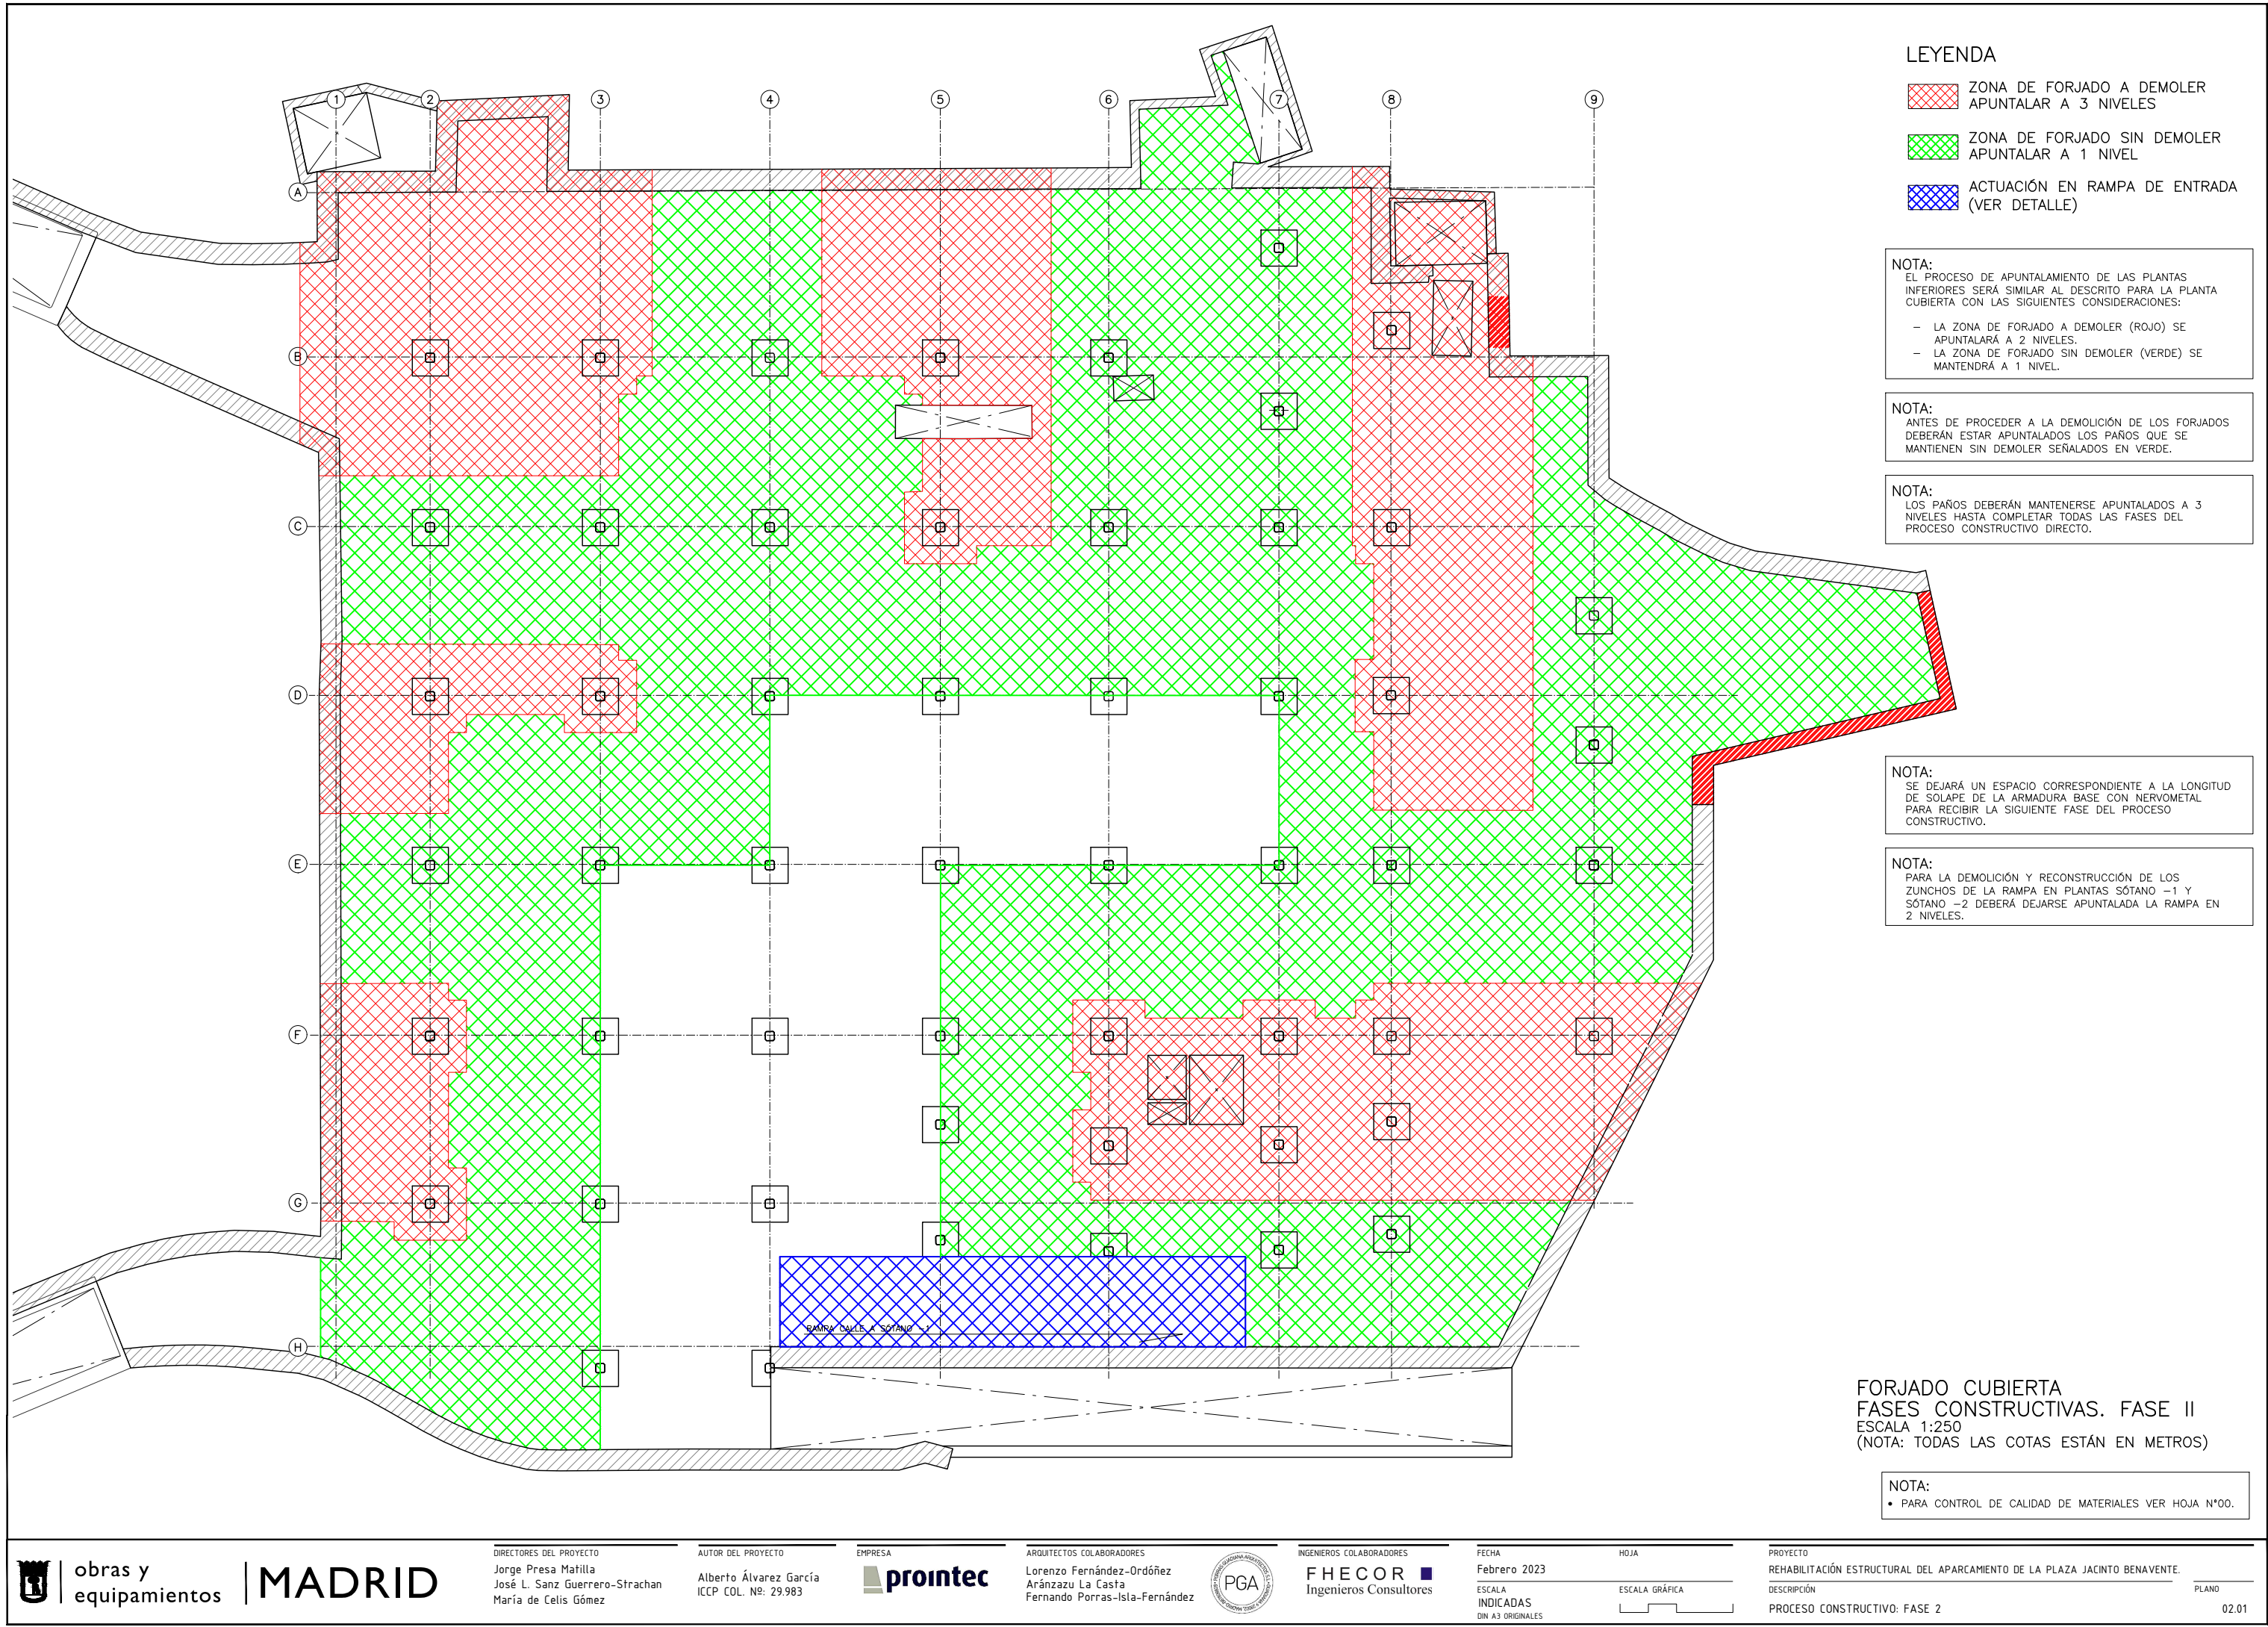 1 2 3 4 5 6 7 8 9
A
B
C
D
E
F
G
H
RAMPA CALLE A SÓTANO -1
LEYENDA
ZONA DE FORJADO A DEMOLER
APUNTALAR A 3 NIVELES
ZONA DE FORJADO SIN DEMOLER
APUNTALAR A 1 NIVEL
ACTUACIÓN EN RAMPA DE ENTRADA
(VER DETALLE)
NOTA:
EL PROCESO DE APUNTALAMIENTO DE LAS PLANTAS
INFERIORES SERÁ SIMILAR AL DESCRITO PARA LA PLANTA
CUBIERTA CON LAS SIGUIENTES CONSIDERACIONES:
– LA ZONA DE FORJADO A DEMOLER (ROJO) SE
APUNTALARÁ A 2 NIVELES.
– LA ZONA DE FORJADO SIN DEMOLER (VERDE) SE
MANTENDRÁ A 1 NIVEL.
NOTA:
ANTES DE PROCEDER A LA DEMOLICIÓN DE LOS FORJADOS
DEBERÁN ESTAR APUNTALADOS LOS PAÑOS QUE SE
MANTIENEN SIN DEMOLER SEÑALADOS EN VERDE.
NOTA:
LOS PAÑOS DEBERÁN MANTENERSE APUNTALADOS A 3
NIVELES HASTA COMPLETAR TODAS LAS FASES DEL
PROCESO CONSTRUCTIVO DIRECTO.
NOTA:
SE DEJARÁ UN ESPACIO CORRESPONDIENTE A LA LONGITUD
DE SOLAPE DE LA ARMADURA BASE CON NERVOMETAL
PARA RECIBIR LA SIGUIENTE FASE DEL PROCESO
CONSTRUCTIVO.
NOTA:
PARA LA DEMOLICIÓN Y RECONSTRUCCIÓN DE LOS
ZUNCHOS DE LA RAMPA EN PLANTAS SÓTANO -1 Y
SÓTANO -2 DEBERÁ DEJARSE APUNTALADA LA RAMPA EN
2 NIVELES.
FORJADO CUBIERTA
FASES CONSTRUCTIVAS. FASE II
ESCALA 1:250
(NOTA: TODAS LAS COTAS ESTÁN EN METROS)
NOTA:
• PARA CONTROL DE CALIDAD DE MATERIALES VER HOJA N°00.
obras y
equipamientos
MADRID
DIRECTORES DEL PROYECTO
Jorge Presa Matilla
José L. Sanz Guerrero-Strachan
María de Celis Gómez
AUTOR DEL PROYECTO
Alberto Álvarez García
ICCP COL. Nº: 29.983
EMPRESA
prointec
ARQUITECTOS COLABORADORES
Lorenzo Fernández-Ordóñez
Aránzazu La Casta
Fernando Porras-Isla-Fernández
PGA
INGENIEROS COLABORADORES
FHECOR
Ingenieros Consultores
FECHA
Febrero 2023
ESCALA
INDICADAS
DIN A3 ORIGINALES
HOJA
ESCALA GRÁFICA
PROYECTO
REHABILITACIÓN ESTRUCTURAL DEL APARCAMIENTO DE LA PLAZA JACINTO BENAVENTE.
DESCRIPCIÓN
PROCESO CONSTRUCTIVO: FASE 2
PLANO
02.01